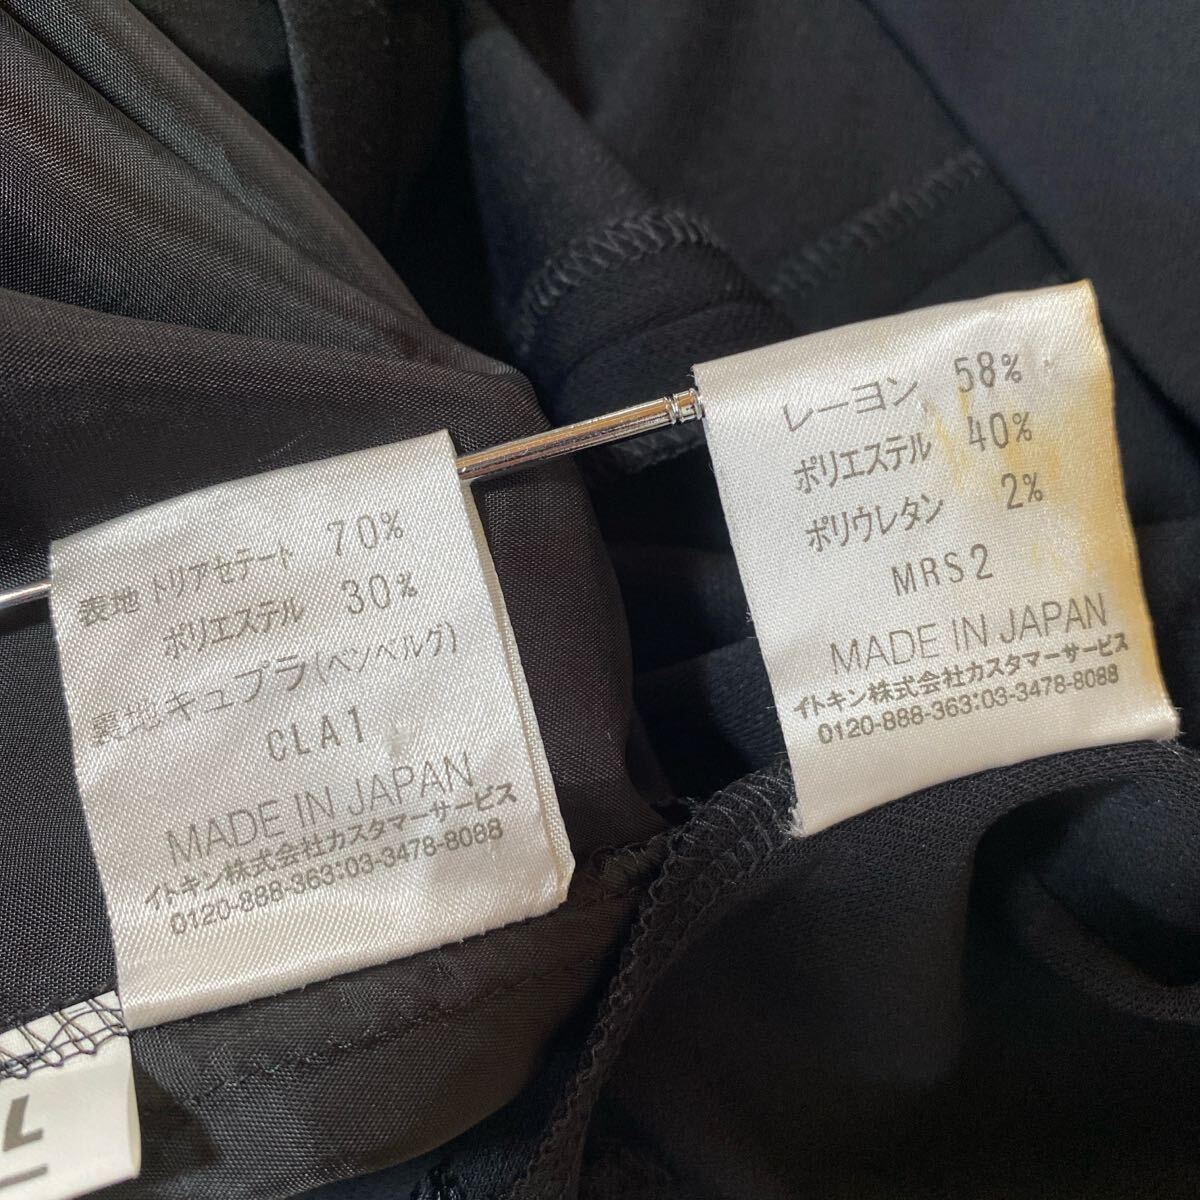 表地 トリアセテート 70%
ポリエステル 30%
裏地 キュプラ(ベンベルグ)
CLA1
MADE IN JAPAN
イトキン株式会社カスタマーサービス
0120-888-363:03-3478-8088
レーヨン 58%
ポリエステル 40%
ポリウレタン 2%
MRS2
MADE IN JAPAN
イトキン株式会社カスタマーサービス
0120-888-363:03-3478-8088